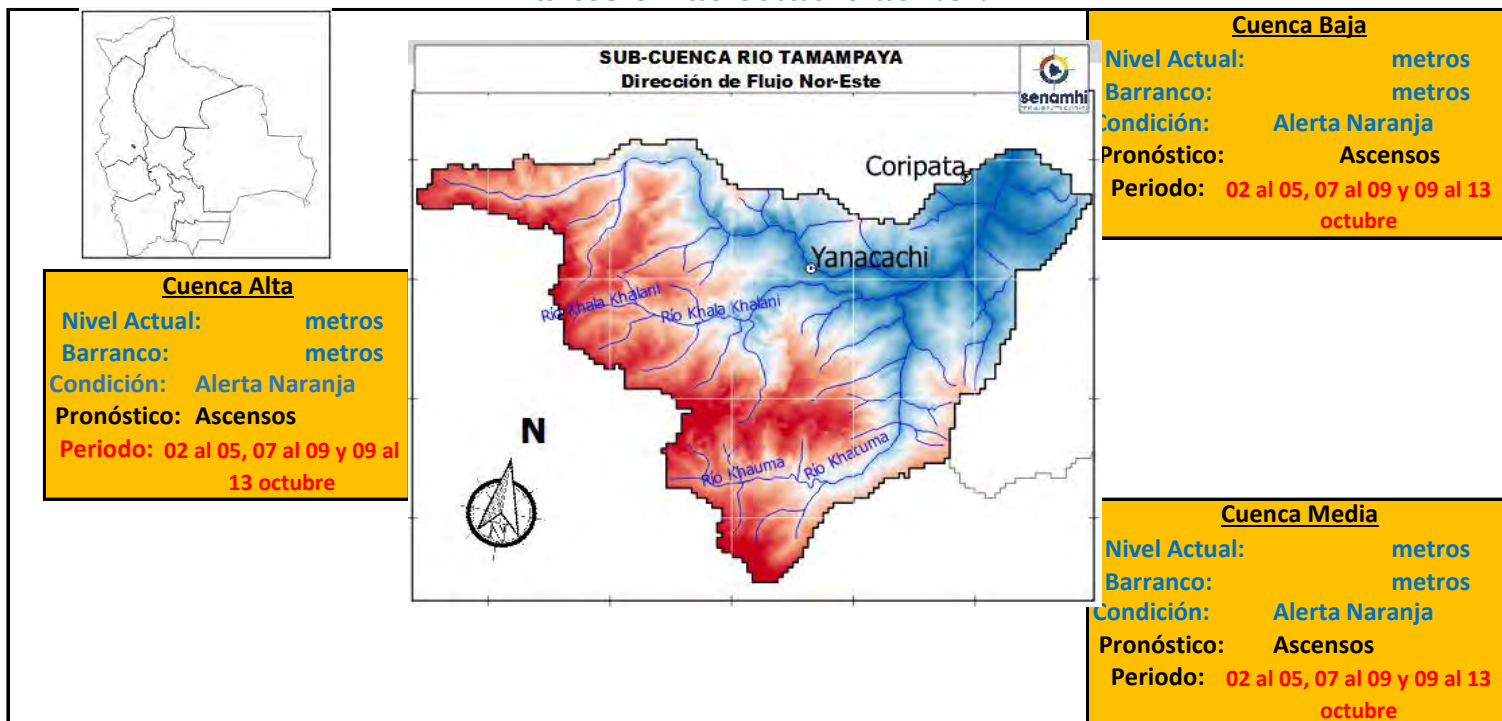 SUB-CUENCA RIO TAMAMPAYA
Dirección de Flujo Nor-Este
senamhi
Coripata
Yanacachi
Río Khala Khalani
Río Khala Khalani
Río Khauma
Río Khatuma
N
Cuenca Baja
Nivel Actual: metros
Barranco: metros
Condición: Alerta Naranja
Pronóstico: Ascensos
Periodo: 02 al 05, 07 al 09 y 09 al 13
octubre
Cuenca Alta
Nivel Actual: metros
Barranco: metros
Condición: Alerta Naranja
Pronóstico: Ascensos
Periodo: 02 al 05, 07 al 09 y 09 al
13 octubre
Cuenca Media
Nivel Actual: metros
Barranco: metros
Condición: Alerta Naranja
Pronóstico: Ascensos
Periodo: 02 al 05, 07 al 09 y 09 al 13
octubre